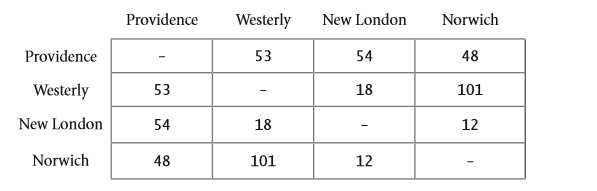 Providence Westerly New London Norwich
Providence – 53 54 48
Westerly 53 – 18 101
New London 54 18 – 12
Norwich 48 101 12 –